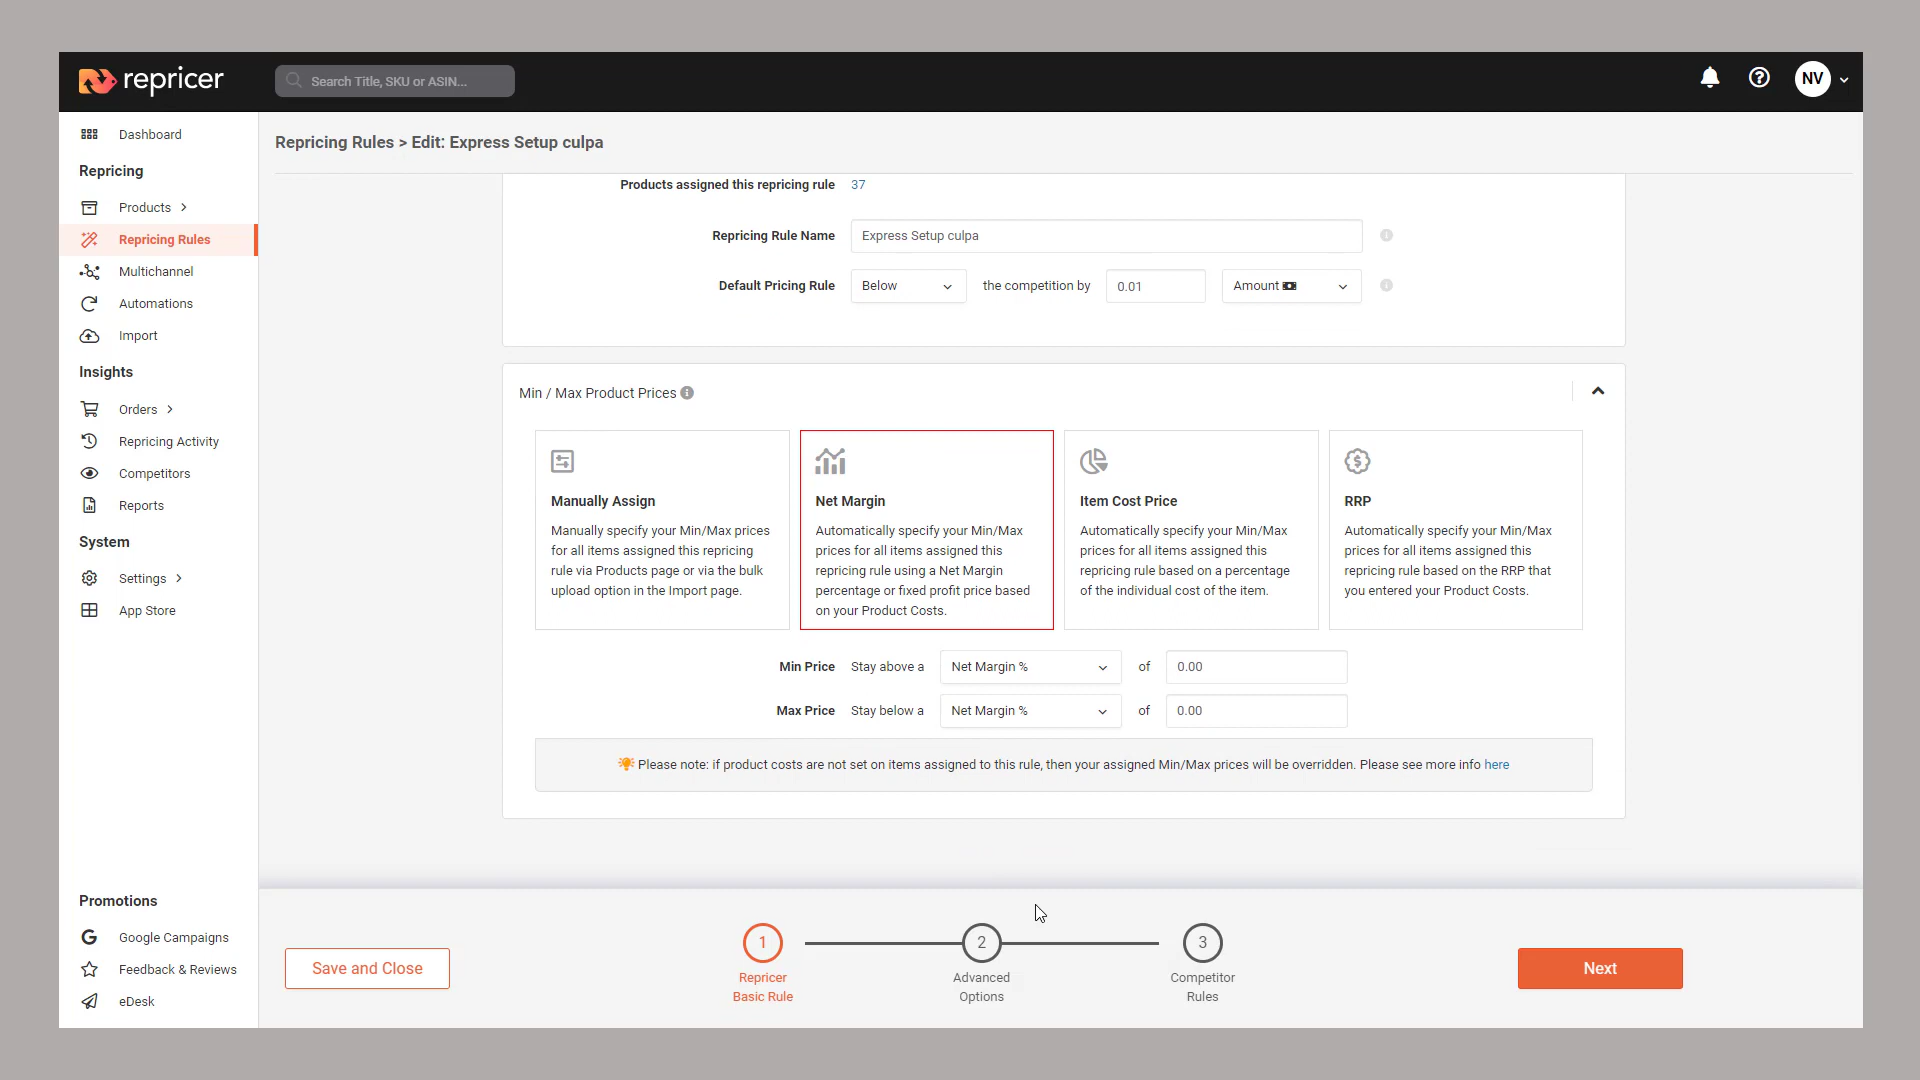 repricer
Search Title, SKU or ASIN...
NV
Dashboard
Repricing
Products
Repricing Rules
Multichannel
Automations
Import
Insights
Orders
Repricing Activity
Competitors
Reports
System
Settings
App Store
Promotions
Google Campaigns
Feedback & Reviews
eDesk
Repricing Rules > Edit: Express Setup culpa
Products assigned this repricing rule 37
Repricing Rule Name Express Setup culpa
Default Pricing Rule Below the competition by 0.01 Amount
Min / Max Product Prices
Manually Assign
Manually specify your Min/Max prices
for all items assigned this repricing
rule via Products page or via the bulk
upload option in the Import page.
Net Margin
Automatically specify your Min/Max
prices for all items assigned this
repricing rule using a Net Margin
percentage or fixed profit price based
on your Product Costs.
Item Cost Price
Automatically specify your Min/Max
prices for all items assigned this
repricing rule based on a percentage
of the individual cost of the item.
RRP
Automatically specify your Min/Max
prices for all items assigned this
repricing rule based on the RRP that
you entered your Product Costs.
Min Price Stay above a Net Margin % of 0.00
Max Price Stay below a Net Margin % of 0.00
Please note: if product costs are not set on items assigned to this rule, then your assigned Min/Max prices will be overridden. Please see more info here
Save and Close
1
Repricer
Basic Rule
2
Advanced
Options
3
Competitor
Rules
Next